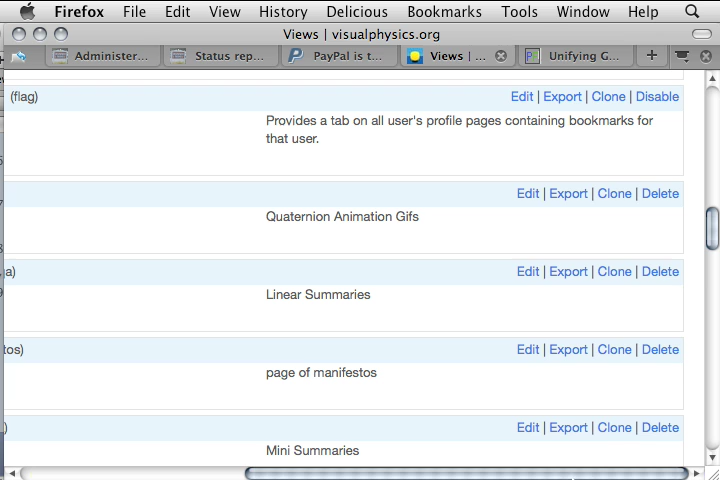 Firefox File Edit View History Delicious Bookmarks Tools Window Help
Views | visualphysics.org
Administer... Status rep... PayPal is t... Views | ... Unifying G...
(flag) Edit | Export | Clone | Disable
Provides a tab on all user's profile pages containing bookmarks for
that user.
Edit | Export | Clone | Delete
Quaternion Animation Gifs
Edit | Export | Clone | Delete
Linear Summaries
tos) Edit | Export | Clone | Delete
page of manifestos
) Edit | Export | Clone | Delete
Mini Summaries